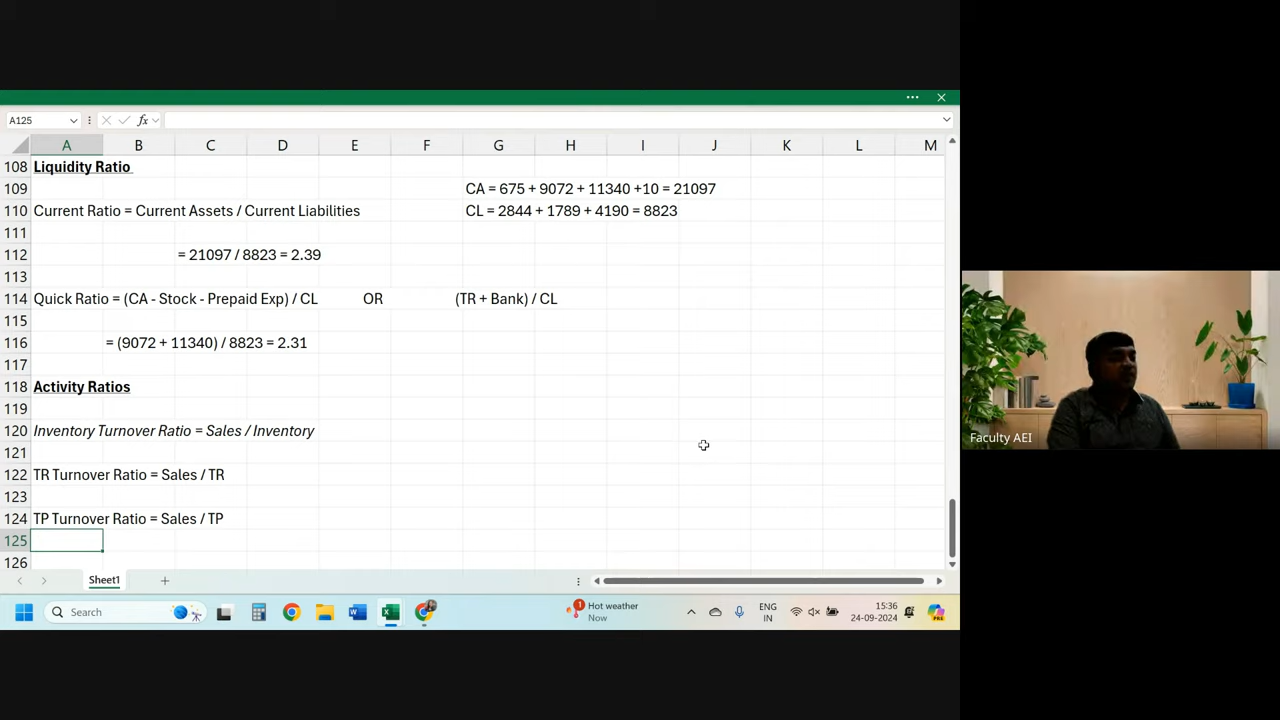 A125
fx
A B C D E F G H I J K L M
108 Liquidity Ratio
109 CA = 675 + 9072 + 11340 +10 = 21097
110 Current Ratio = Current Assets / Current Liabilities CL = 2844 + 1789 + 4190 = 8823
111
112 = 21097 / 8823 = 2.39
113
114 Quick Ratio = (CA - Stock - Prepaid Exp) / CL OR (TR + Bank) / CL
115
116 = (9072 + 11340) / 8823 = 2.31
117
118 Activity Ratios
119
120 Inventory Turnover Ratio = Sales / Inventory
121
122 TR Turnover Ratio = Sales / TR
123
124 TP Turnover Ratio = Sales / TP
125
126
Faculty AEI
Sheet1
Search
1 Hot weather
Now
ENG
IN
15:36
24-09-2024